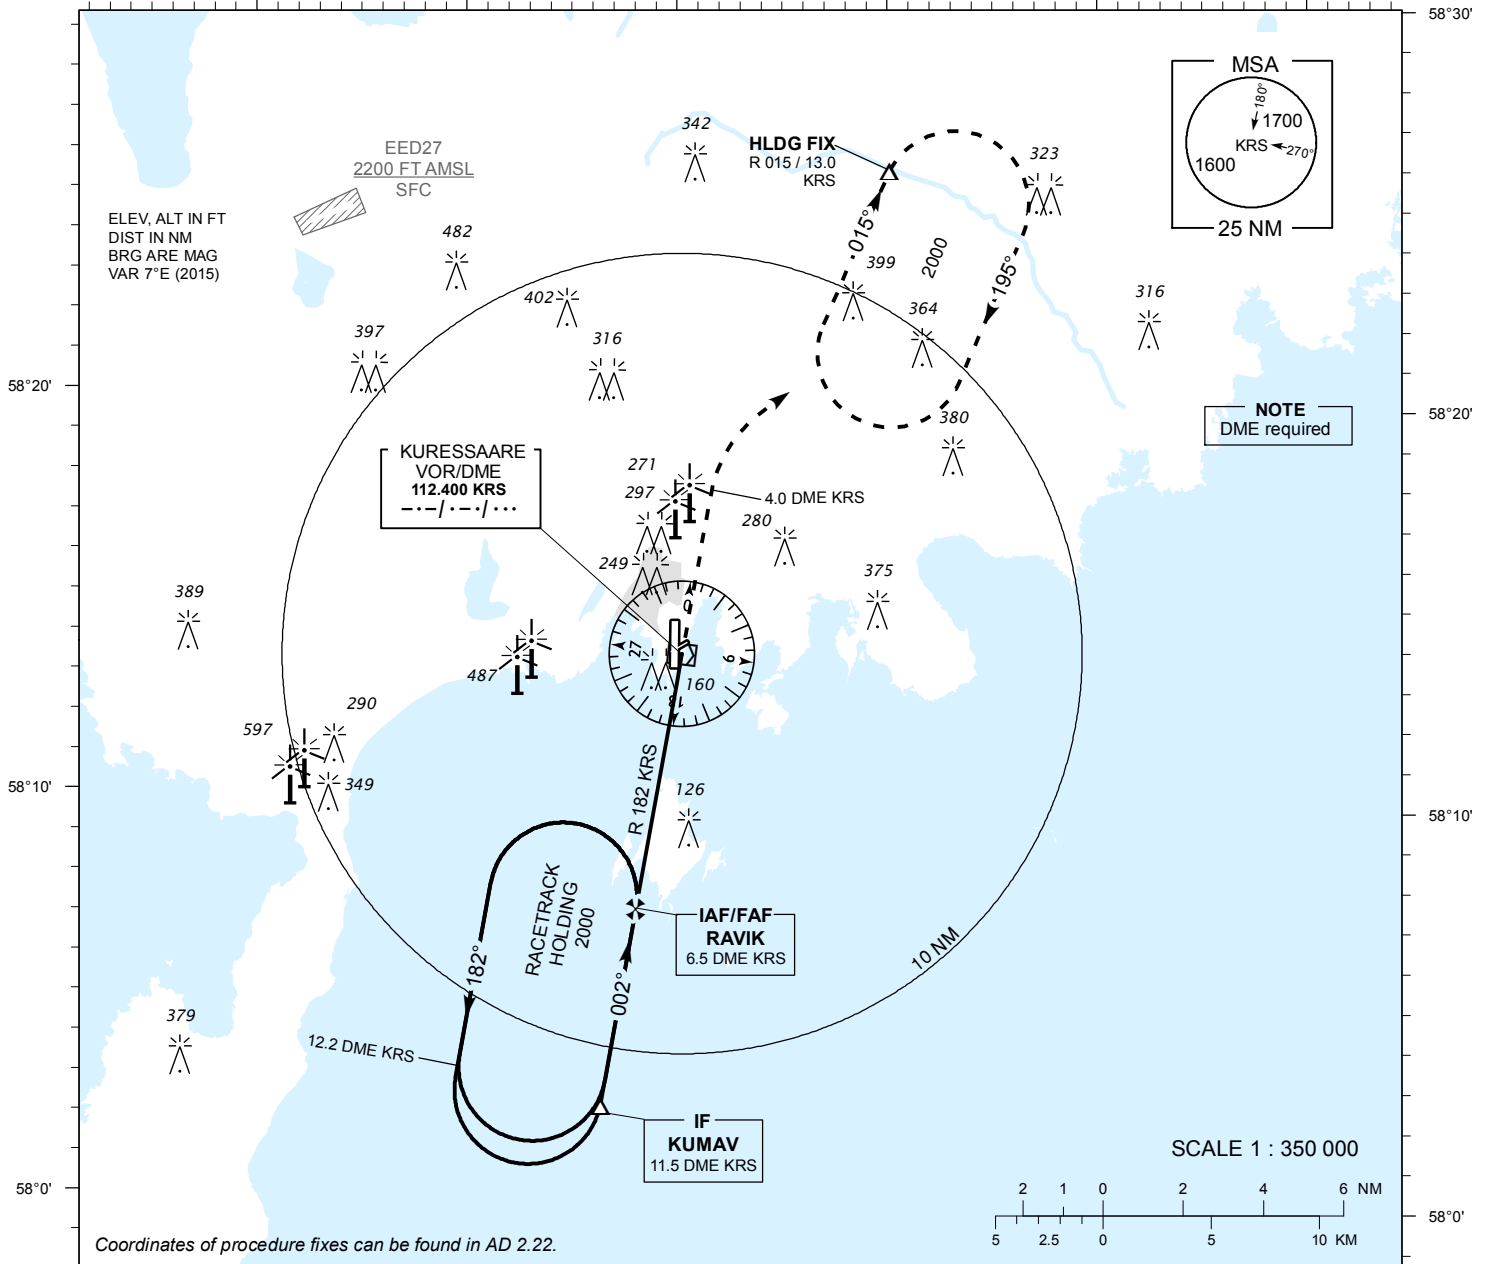 58°30'
MSA
180°
1700
KRS
270°
1600
25 NM
342
HLDG FIX
R 015 / 13.0
KRS
323
EED27
2200 FT AMSL
SFC
ELEV, ALT IN FT
DIST IN NM
BRG ARE MAG
VAR 7°E (2015)
482
015°
399
2000
195°
402
364
316
397
316
58°20'
58°20'
NOTE
DME required
380
KURESSAARE
VOR/DME
112.400 KRS
271
297
4.0 DME KRS
280
249
375
389
0
27
9
18
160
487
290
597
349
R 182 KRS
126
58°10'
58°10'
RACETRACK
HOLDING
2000
IAF/FAF
RAVIK
6.5 DME KRS
10 NM
182°
002°
379
12.2 DME KRS
IF
KUMAV
11.5 DME KRS
SCALE 1 : 350 000
58°0'
2 1 0 2 4 6 NM
58°0'
5 2.5 0 5 10 KM
Coordinates of procedure fixes can be found in AD 2.22.